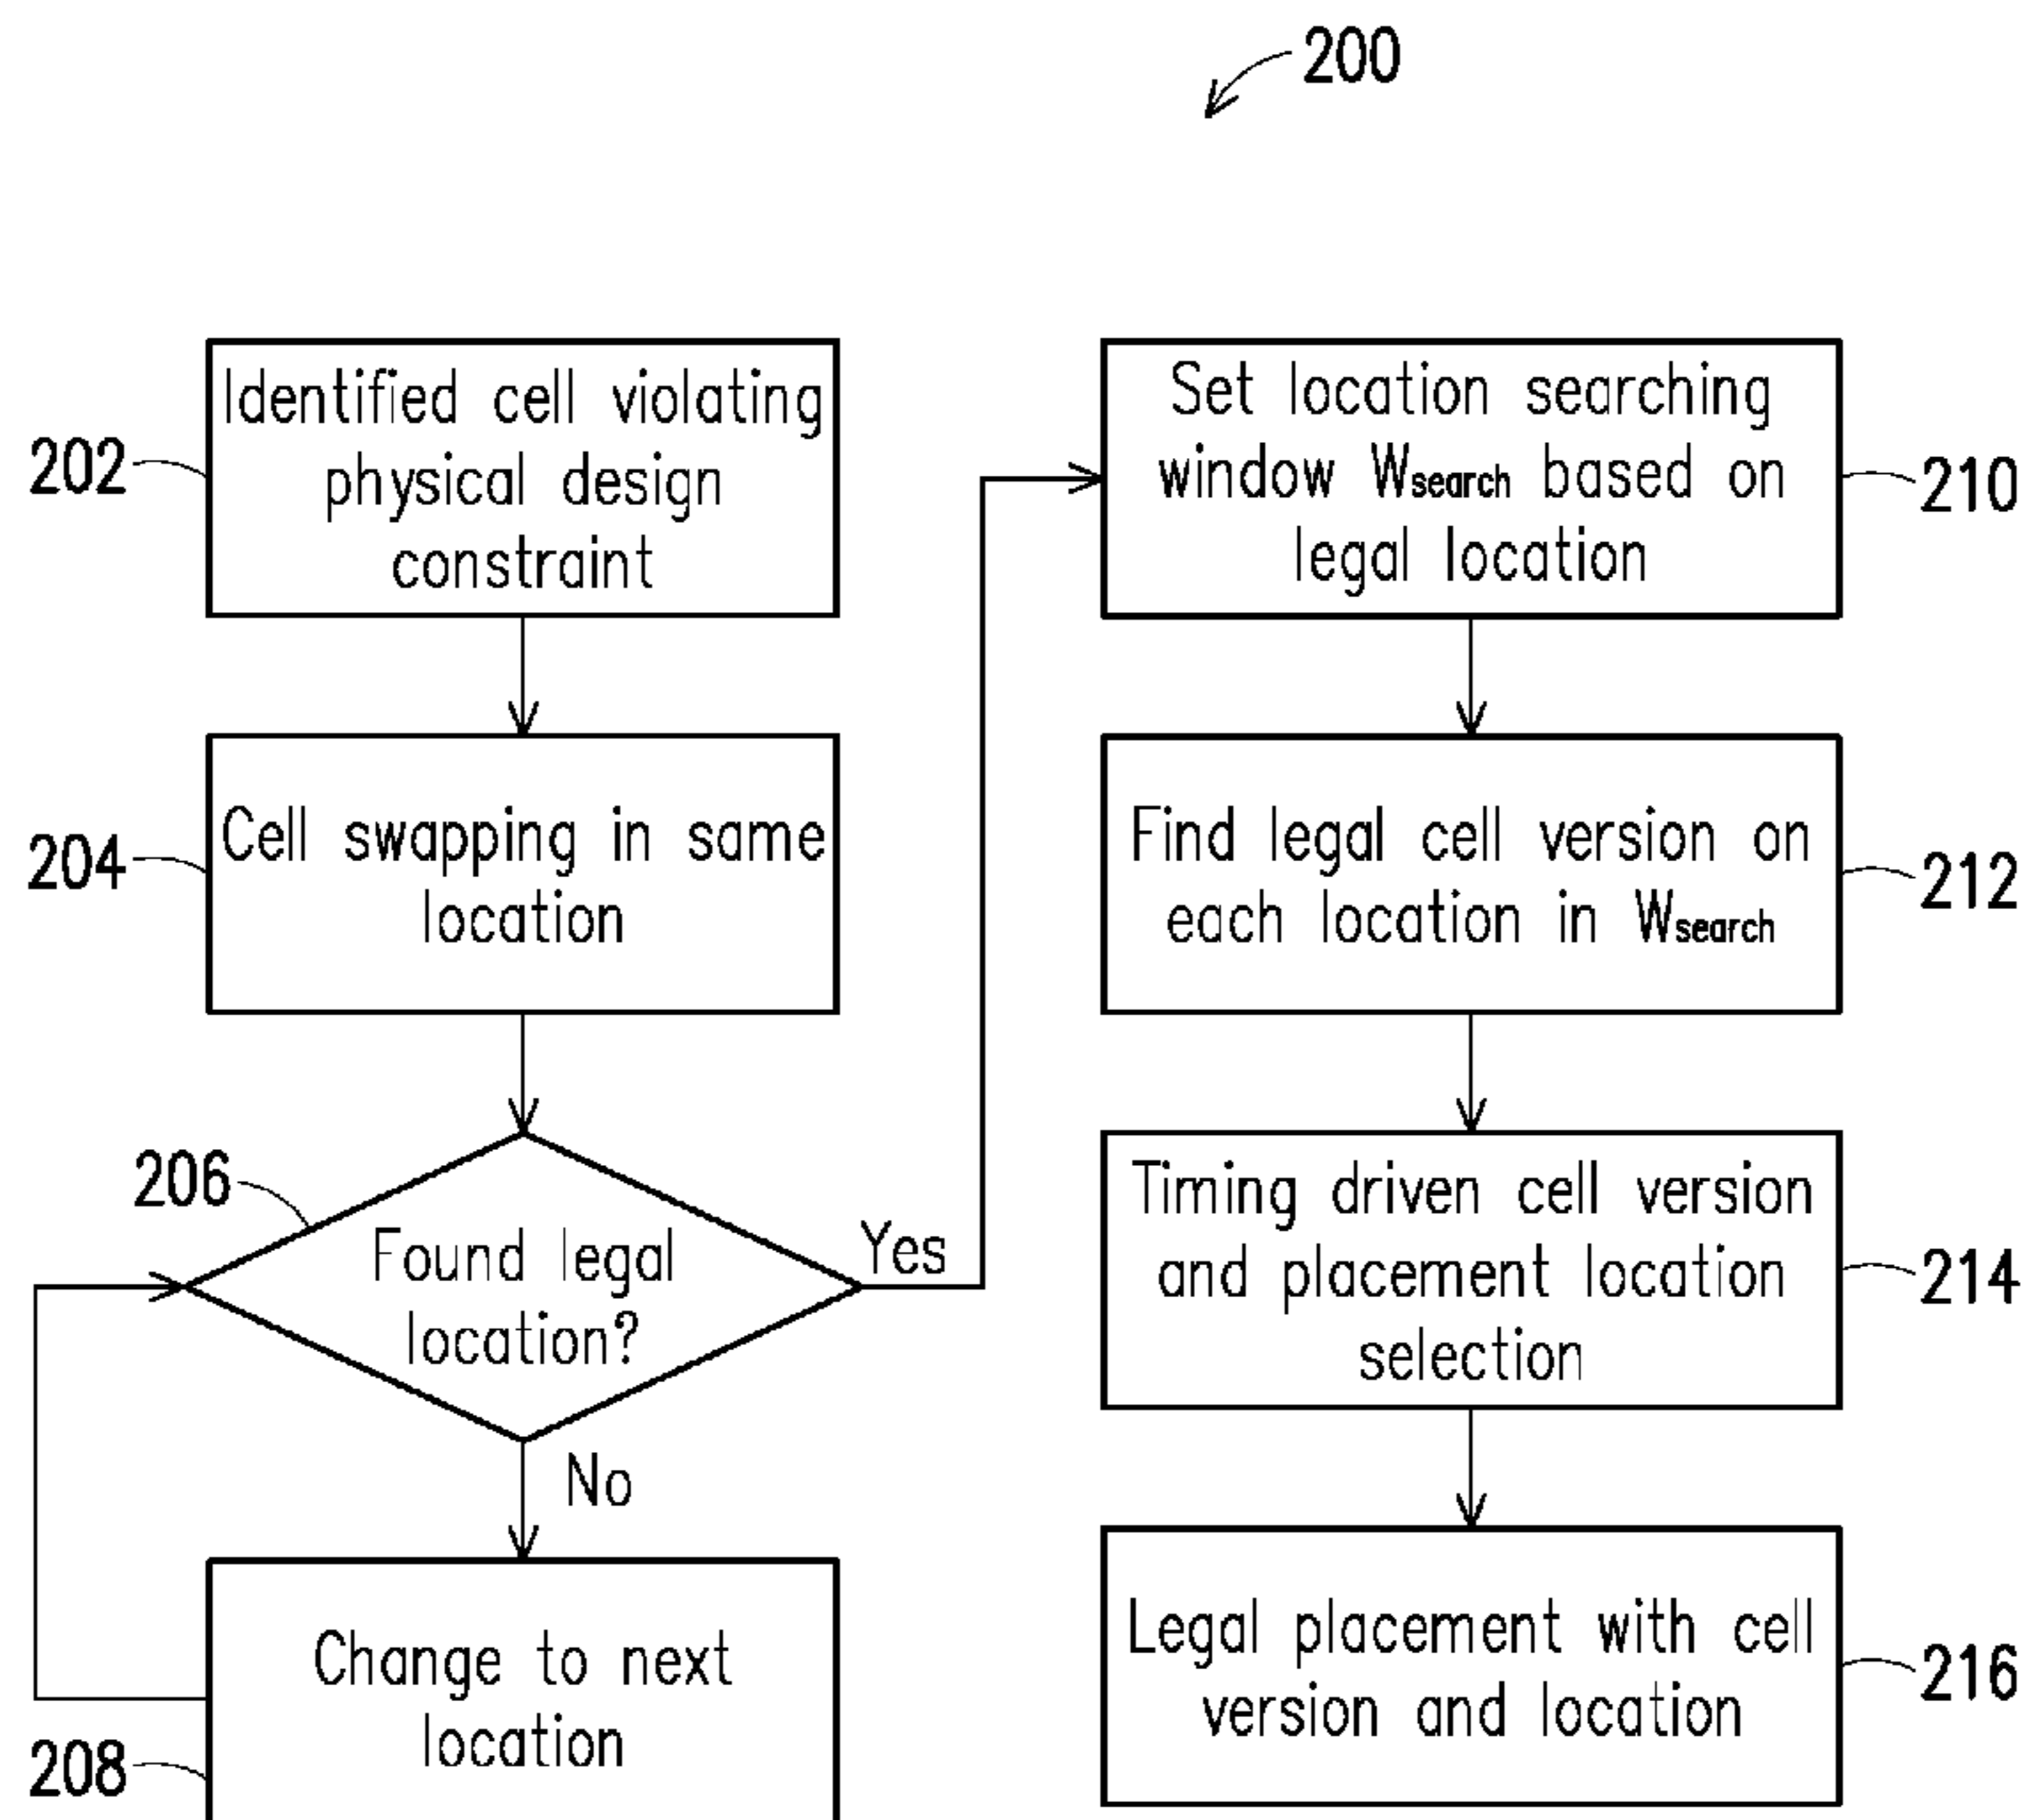 200
Identified cell violating
physical design
constraint
202
Cell swapping in same
location
204
206
Found legal
location?
Yes
No
Change to next
location
208
Set location searching
window Wsearch based on
legal location
210
Find legal cell version on
each location in Wsearch
212
Timing driven cell version
and placement location
selection
214
Legal placement with cell
version and location
216